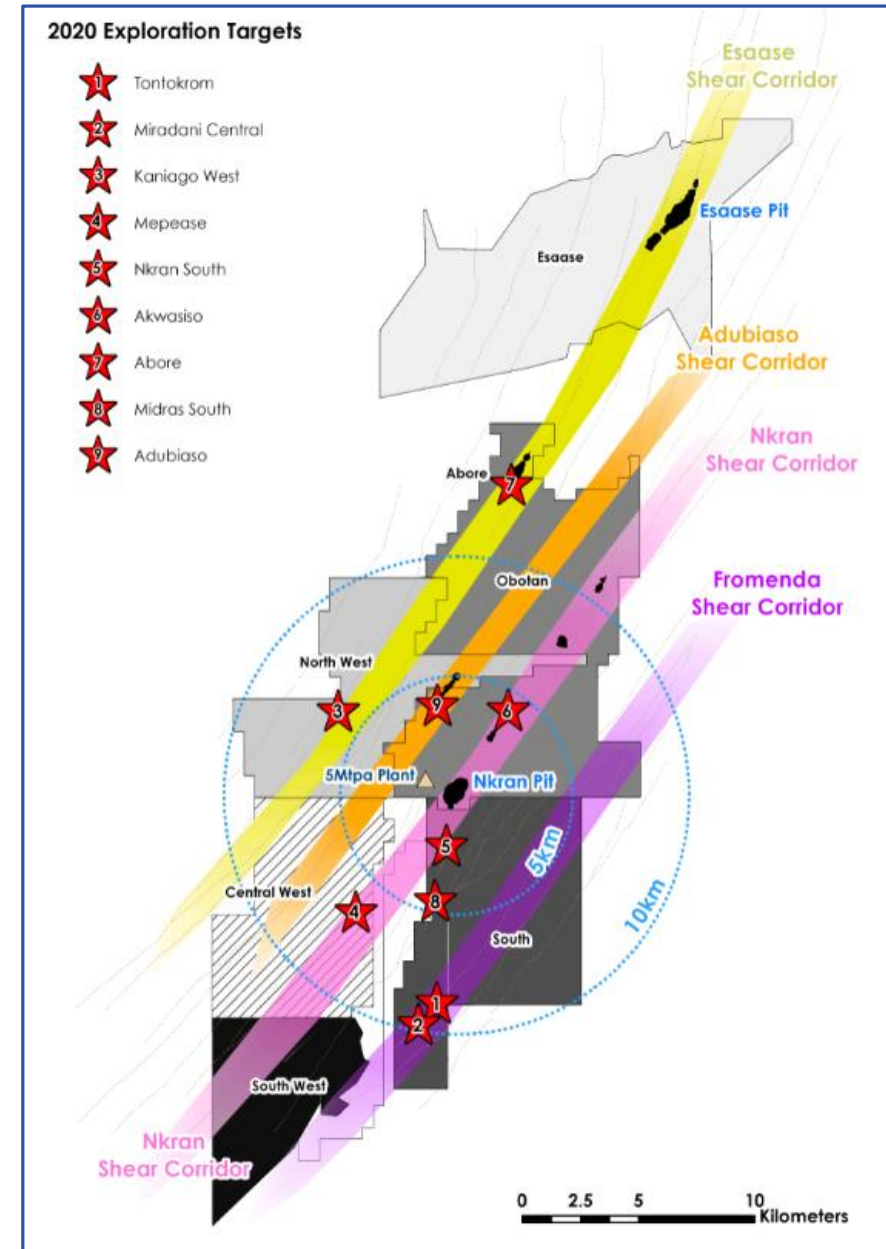 2020 Exploration Targets
1 Tontokrom
2 Miradani Central
3 Kaniago West
4 Mepease
5 Nkran South
6 Akwasiso
7 Abore
8 Midras South
9 Adubiaso
Esaase
Shear Corridor
Esaase Pit
Esaase
Adubiaso
Shear Corridor
Nkran
Shear Corridor
Abore
7
Obotan
Fromenda
Shear Corridor
North West
3
9
6
5Mtpa Plant
Nkran Pit
5
5km
Central West
4
8
10km
South
1
2
South West
Nkran
Shear Corridor
0 2.5 5 10
Kilometers